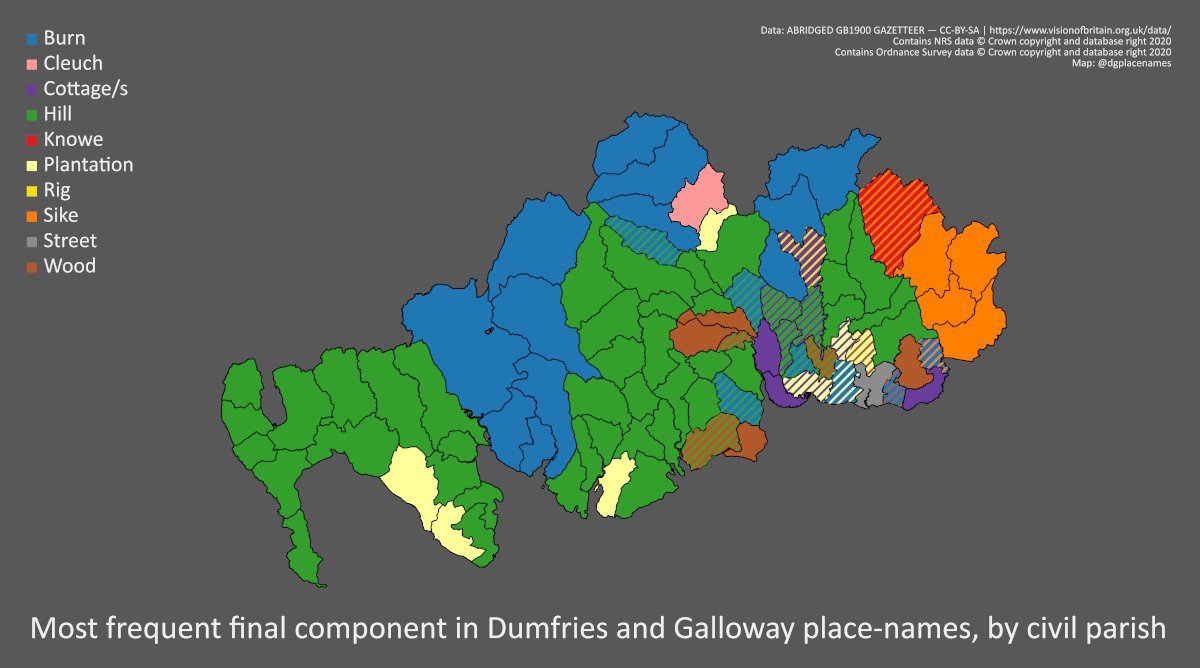 Data: ABRIDGED GB1900 GAZETTEER — CC-BY-SA | https://www.visionofbritain.org.uk/data/
Contains NRS data © Crown copyright and database right 2020
Contains Ordnance Survey data © Crown copyright and database right 2020
Map: @dgplacenames
Burn
Cleuch
Cottage/s
Hill
Knowe
Plantation
Rig
Sike
Street
Wood
Most frequent final component in Dumfries and Galloway place-names, by civil parish